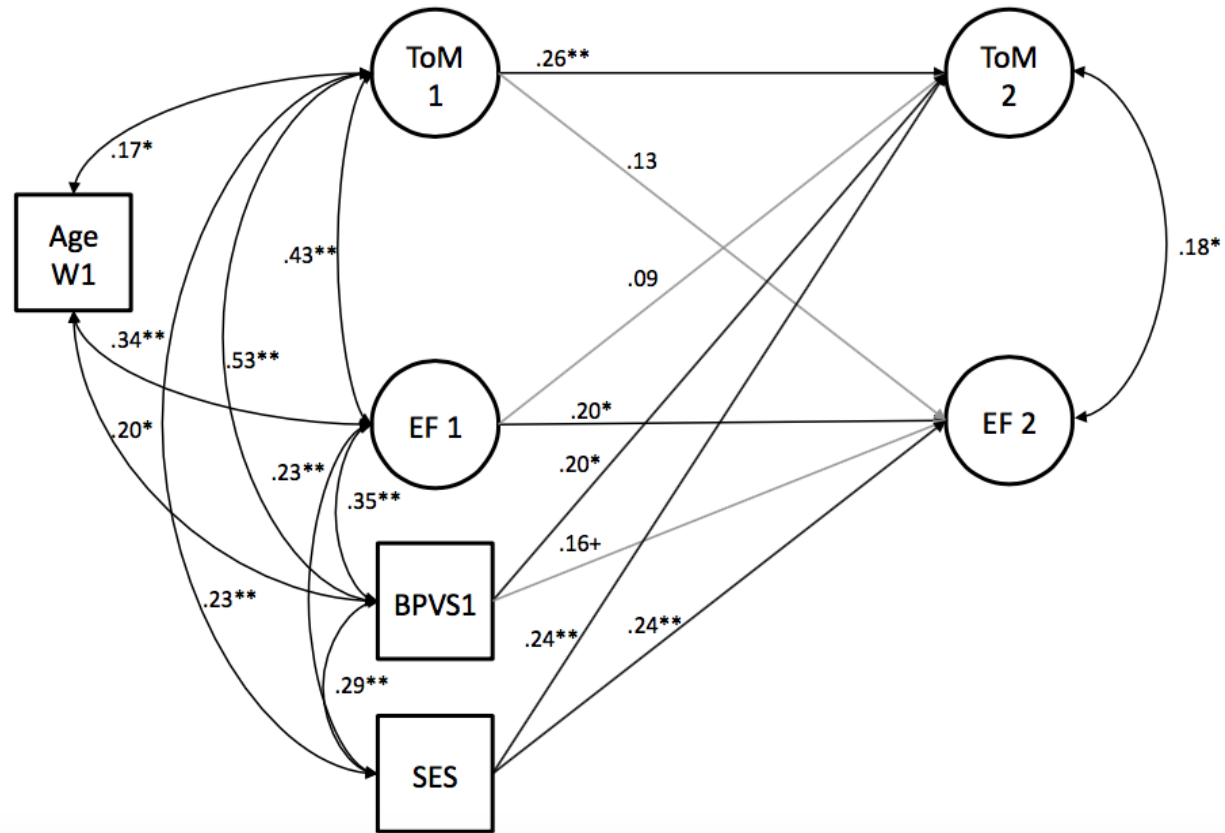 ToM
1
.26**
ToM
2
.17*
.13
Age
W1
.43**
.18*
.09
.34**
.53**
EF 1
.20*
EF 2
.20*
.23**
.20*
.35**
.16+
BPVS1
.23**
.24**
.24**
.29**
SES